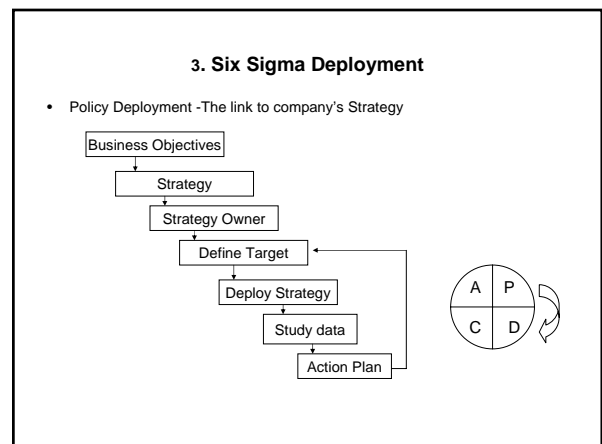 3. Six Sigma Deployment
• Policy Deployment -The link to company's Strategy
Business Objectives
Strategy
Strategy Owner
Define Target
Deploy Strategy
Study data
Action Plan
A P
C D